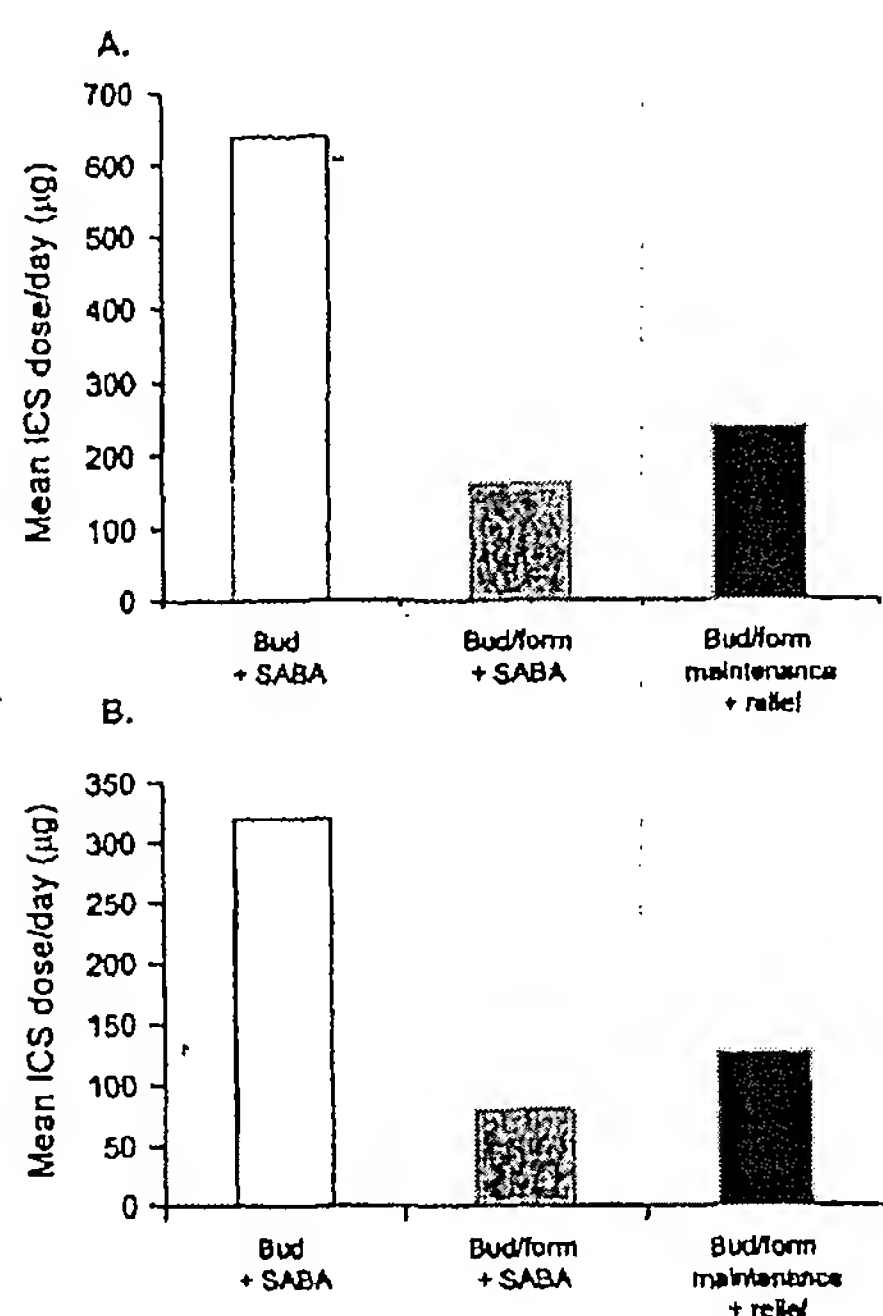 A.
Mean ICS dose/day (µg)
700
600
500
400
300
200
100
0
Bud
+ SABA
Bud/form
+ SABA
Bud/form
maintenance
+ relief
B.
Mean ICS dose/day (µg)
350
300
250
200
150
100
50
0
Bud
+ SABA
Bud/form
+ SABA
Bud/form
maintenance
+ relief